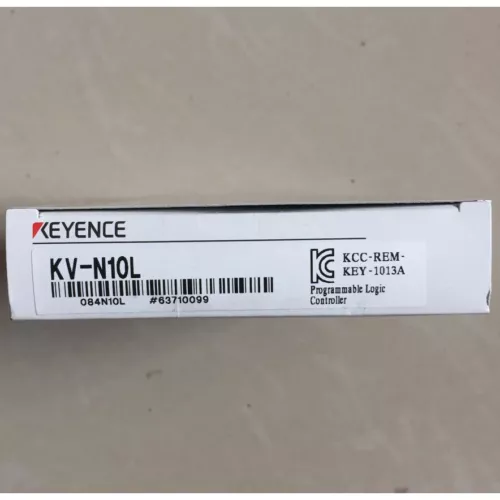 KEYENCE
KV-N10L
084N10L #63710099
KCC-REM-
KEY-1013A
Programmable Logic
Controller